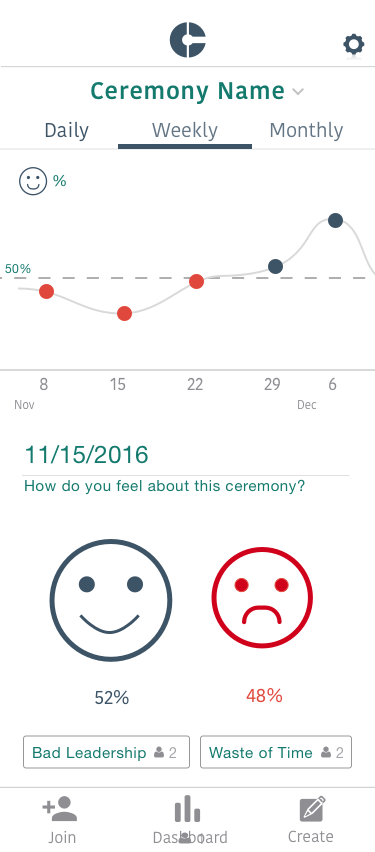 Ceremony Name
Daily Weekly Monthly
%
50%
8 15 22 29 6
Nov Dec
11/15/2016
How do you feel about this ceremony?
52% 48%
Bad Leadership 2 Waste of Time 2
Join Dashboard Create